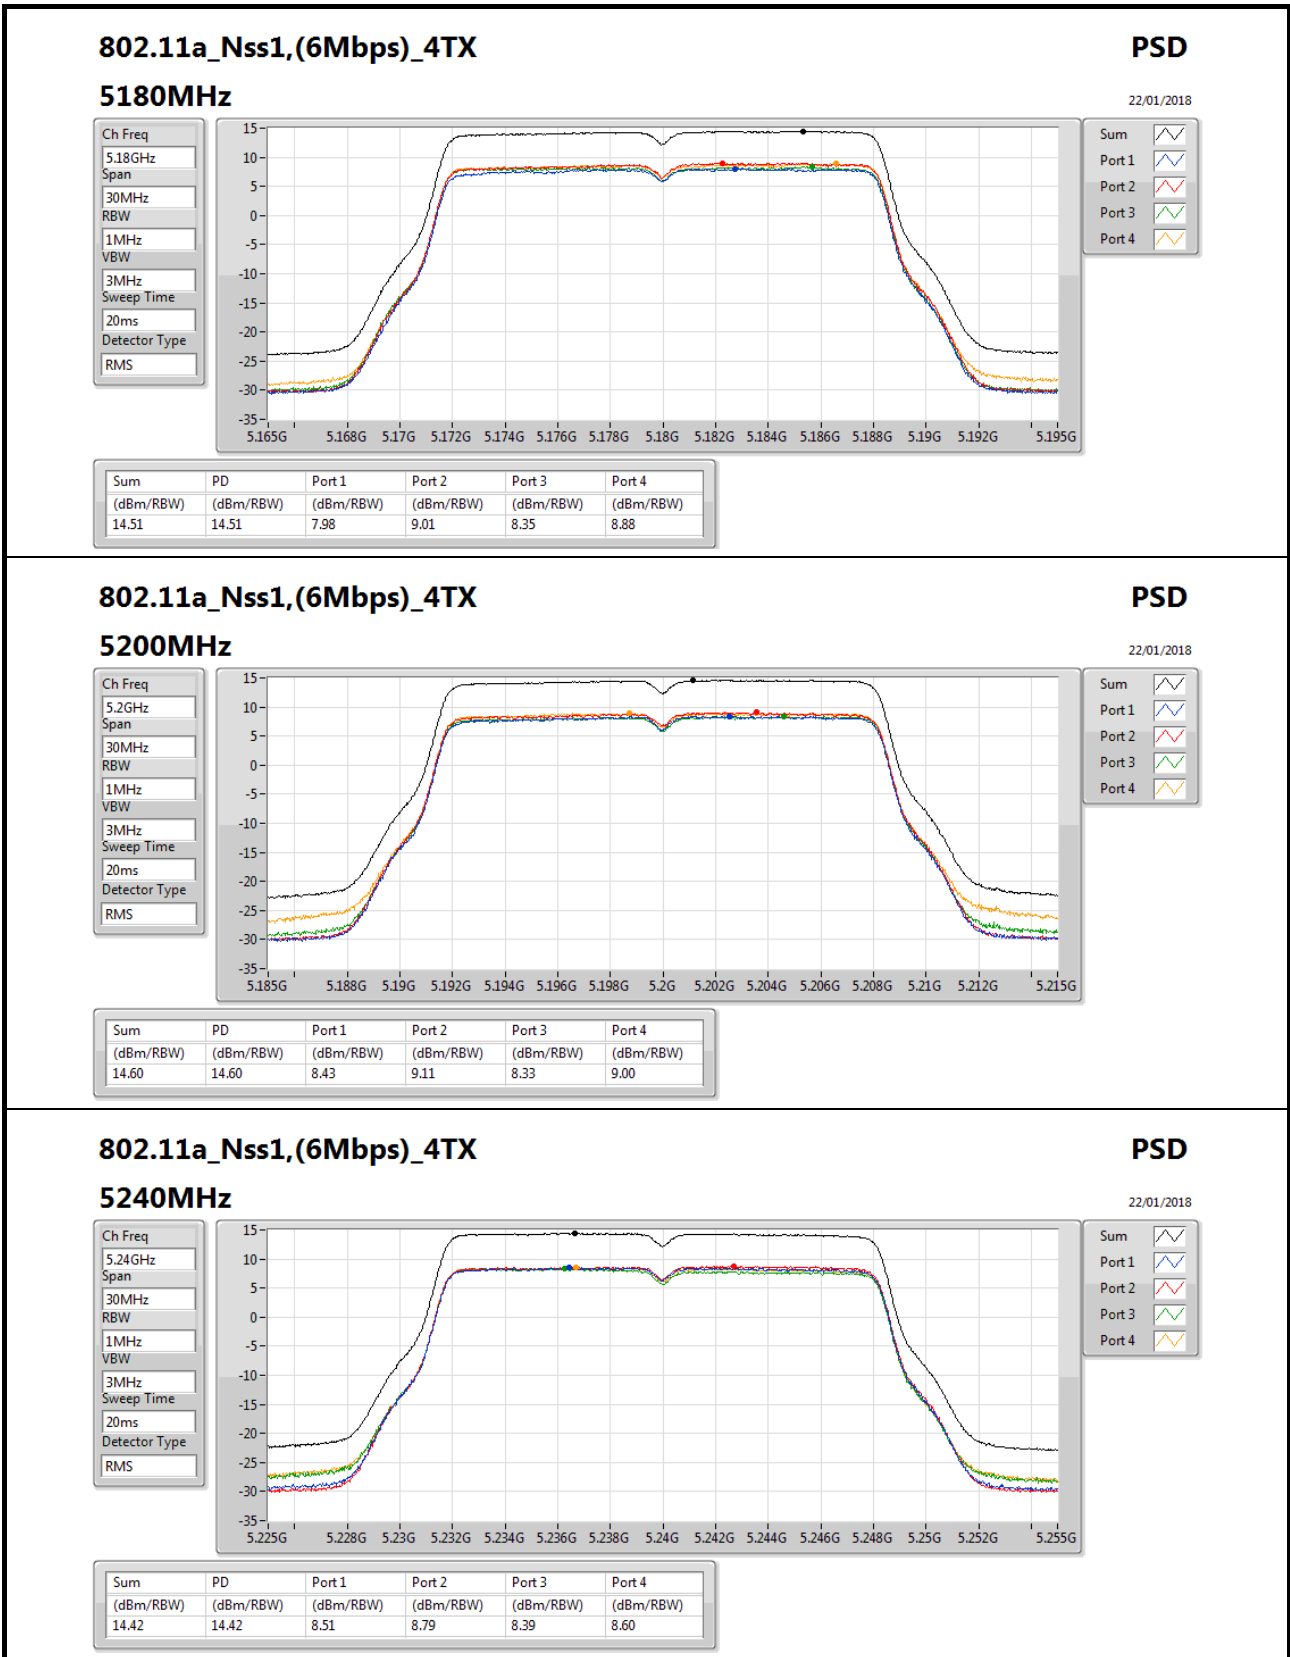 802.11a_Nss1,(6Mbps)_4TX PSD
5180MHz 22/01/2018
Ch Freq
5.18GHz
Span
30MHz
RBW
1MHz
VBW
3MHz
Sweep Time
20ms
Detector Type
RMS
15
10
5
0
-5
-10
-15
-20
-25
-30
-35
5.165G 5.168G 5.17G 5.172G 5.174G 5.176G 5.178G 5.18G 5.182G 5.184G 5.186G 5.188G 5.19G 5.192G 5.195G
Sum
Port 1
Port 2
Port 3
Port 4
Sum PD Port 1 Port 2 Port 3 Port 4
(dBm/RBW) (dBm/RBW) (dBm/RBW) (dBm/RBW) (dBm/RBW) (dBm/RBW)
14.51 14.51 7.98 9.01 8.35 8.88
802.11a_Nss1,(6Mbps)_4TX PSD
5200MHz 22/01/2018
Ch Freq
5.2GHz
Span
30MHz
RBW
1MHz
VBW
3MHz
Sweep Time
20ms
Detector Type
RMS
15
10
5
0
-5
-10
-15
-20
-25
-30
-35
5.185G 5.188G 5.19G 5.192G 5.194G 5.196G 5.198G 5.2G 5.202G 5.204G 5.206G 5.208G 5.21G 5.212G 5.215G
Sum
Port 1
Port 2
Port 3
Port 4
Sum PD Port 1 Port 2 Port 3 Port 4
(dBm/RBW) (dBm/RBW) (dBm/RBW) (dBm/RBW) (dBm/RBW) (dBm/RBW)
14.60 14.60 8.43 9.11 8.33 9.00
802.11a_Nss1,(6Mbps)_4TX PSD
5240MHz 22/01/2018
Ch Freq
5.24GHz
Span
30MHz
RBW
1MHz
VBW
3MHz
Sweep Time
20ms
Detector Type
RMS
15
10
5
0
-5
-10
-15
-20
-25
-30
-35
5.225G 5.228G 5.23G 5.232G 5.234G 5.236G 5.238G 5.24G 5.242G 5.244G 5.246G 5.248G 5.25G 5.252G 5.255G
Sum
Port 1
Port 2
Port 3
Port 4
Sum PD Port 1 Port 2 Port 3 Port 4
(dBm/RBW) (dBm/RBW) (dBm/RBW) (dBm/RBW) (dBm/RBW) (dBm/RBW)
14.42 14.42 8.51 8.79 8.39 8.60